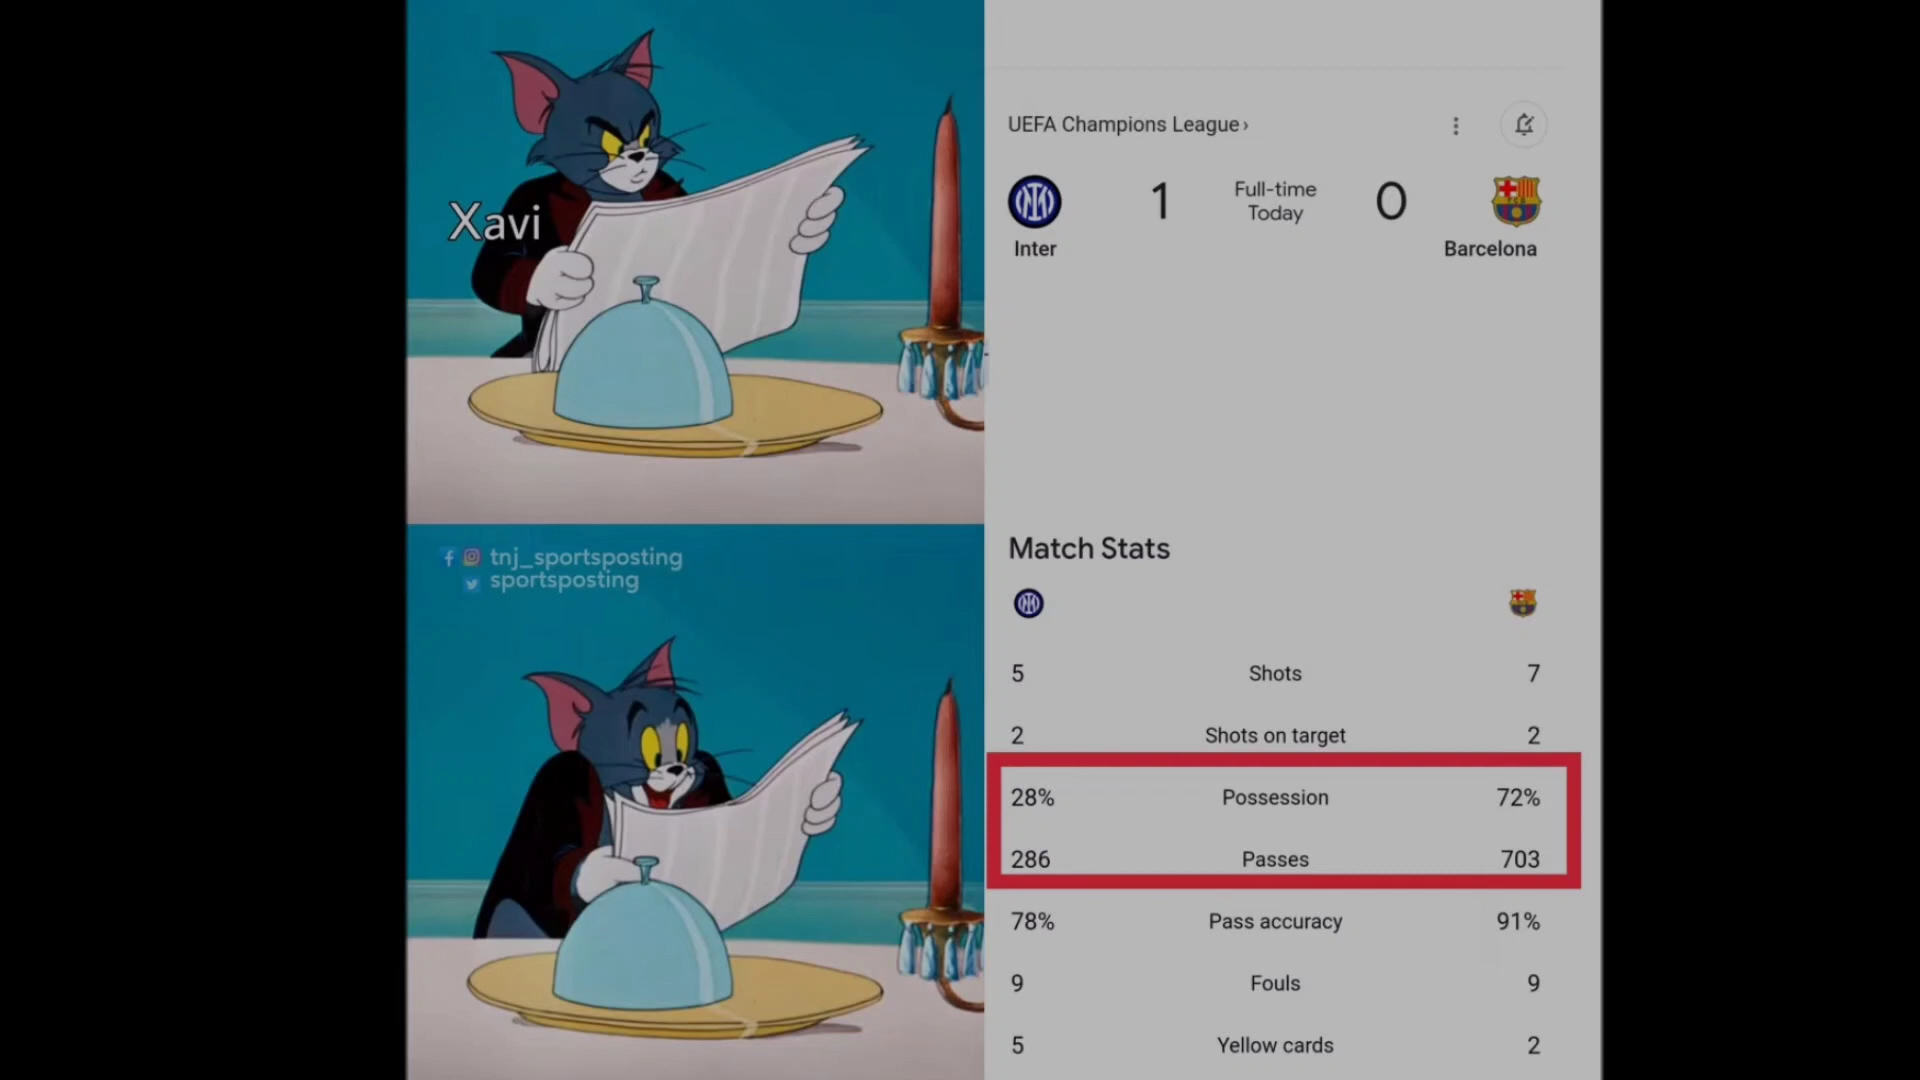 Xavi
UEFA Champions League ›
1 Full-time 0
Today
Inter Barcelona
tnj_sportsposting
sportsposting
Match Stats
5 Shots 7
2 Shots on target 2
28% Possession 72%
286 Passes 703
78% Pass accuracy 91%
9 Fouls 9
5 Yellow cards 2